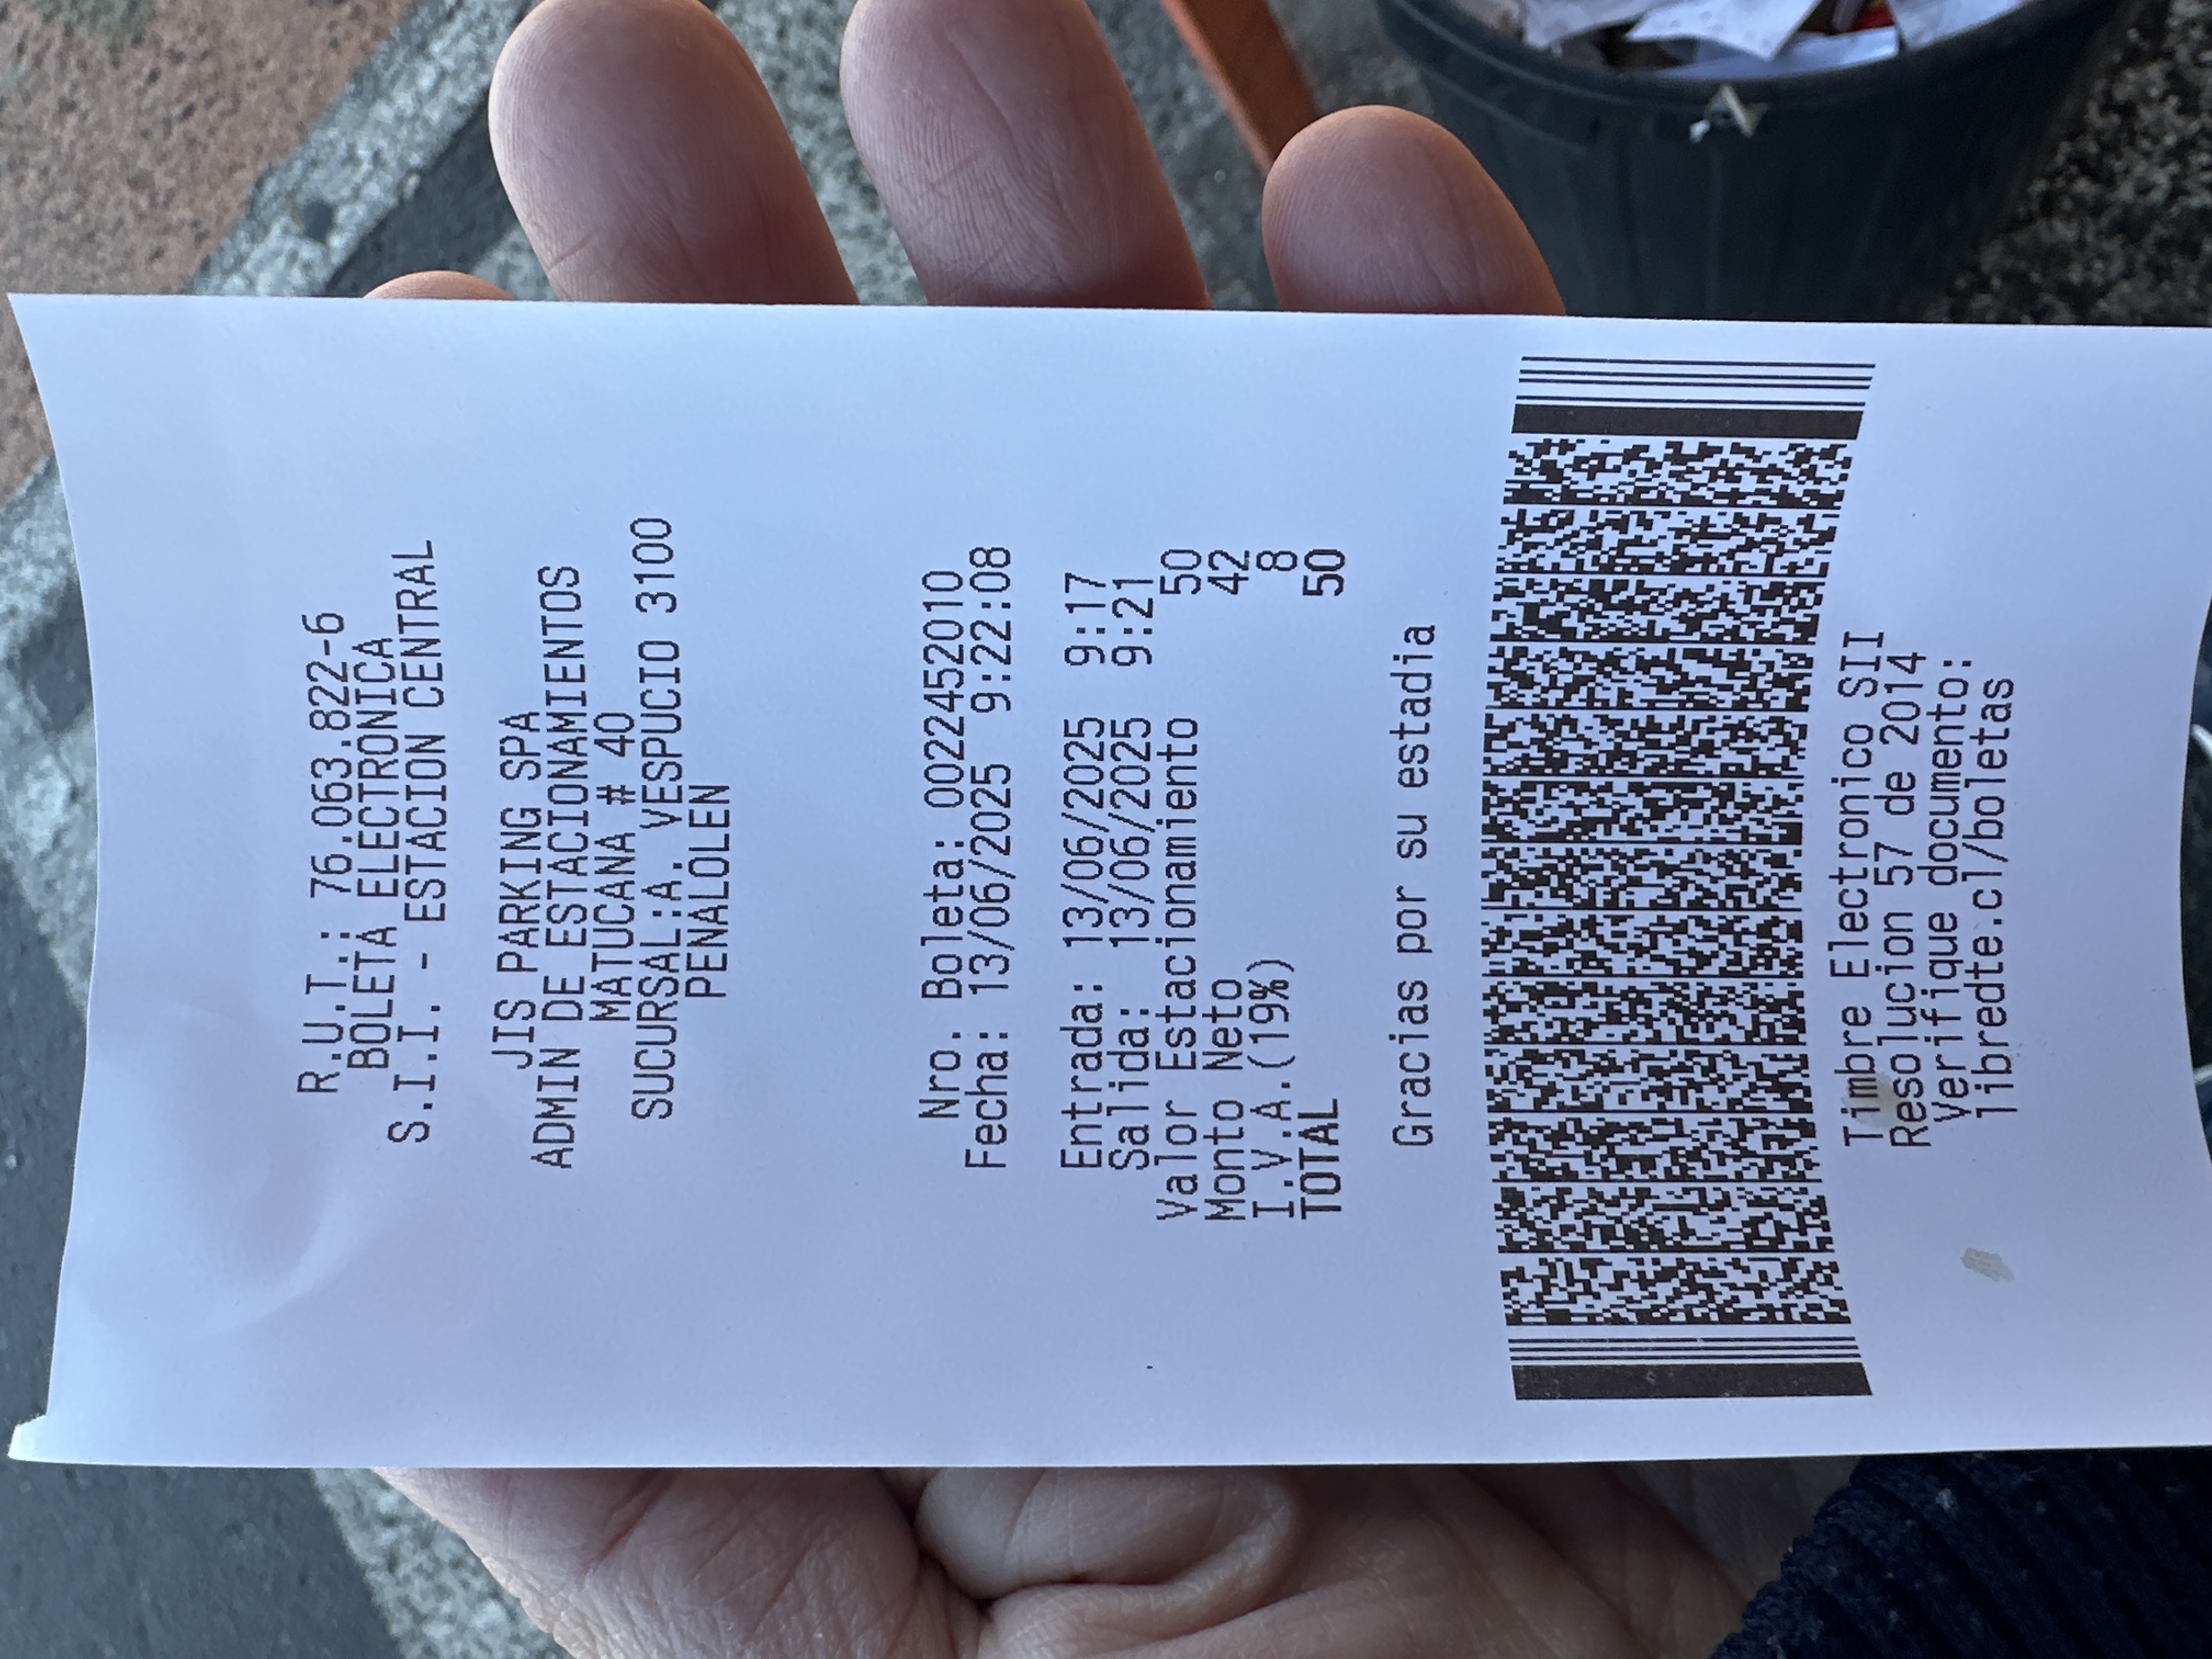 R.U.T.: 76.063.822-6
BOLETA ELECTRONICA
S.I.I. - ESTACION CENTRAL
JIS PARKING SPA
ADMIN DE ESTACIONAMIENTOS
MATUCANA # 40
SUCURSAL:A. VESPUCIO 3100
PENALOLEN
Nro. Boleta: 0022452010
Fecha: 13/06/2025 9:22:08
Entrada: 13/06/2025 9:17
Salida: 13/06/2025 9:21
Valor Estacionamiento 50
Monto Neto 42
I.V.A.(19%) 8
TOTAL 50
Gracias por su estadia
Timbre Electronico SII
Resolucion 57 de 2014
Verifique documento:
libredte.cl/boletas